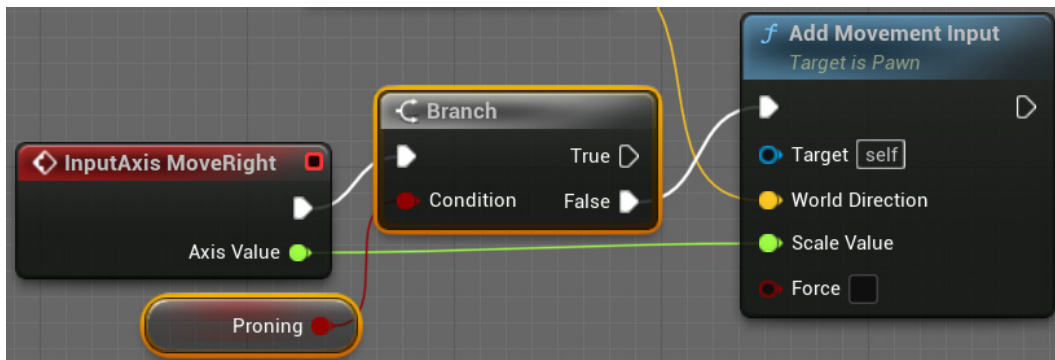 InputAxis MoveRight
Axis Value
Proning
Branch
True
Condition
False
f Add Movement Input
Target is Pawn
Target self
World Direction
Scale Value
Force